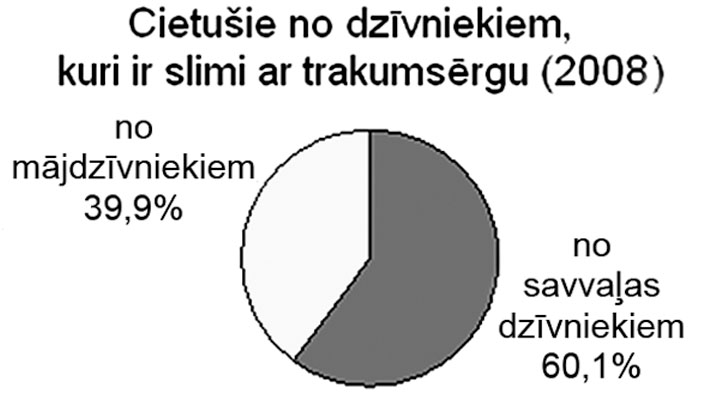 Cietušie no dzīvniekiem,
kuri ir slimi ar trakumsērgu (2008)
no
mājdzīvniekiem
39,9%
no
savvaļas
dzīvniekiem
60,1%